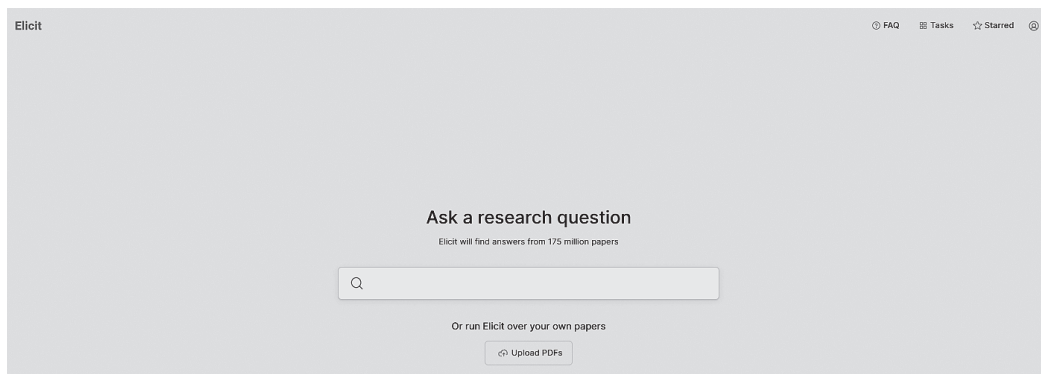 Elicit
FAQ Tasks Starred
Ask a research question
Elicit will find answers from 175 million papers
Or run Elicit over your own papers
Upload PDFs